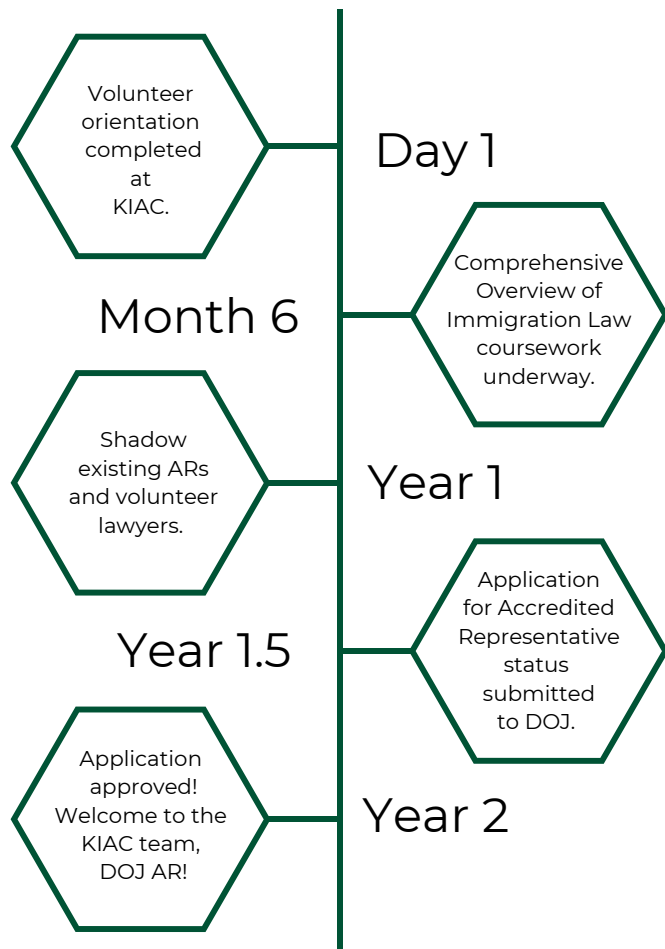 Volunteer
orientation
completed
at
KIAC.
Day 1
Comprehensive
Overview of
Immigration Law
coursework
underway.
Month 6
Shadow
existing ARs
and volunteer
lawyers.
Year 1
Application
for Accredited
Representative
status
submitted
to DOJ.
Year 1.5
Application
approved!
Welcome to the
KIAC team,
DOJ AR!
Year 2